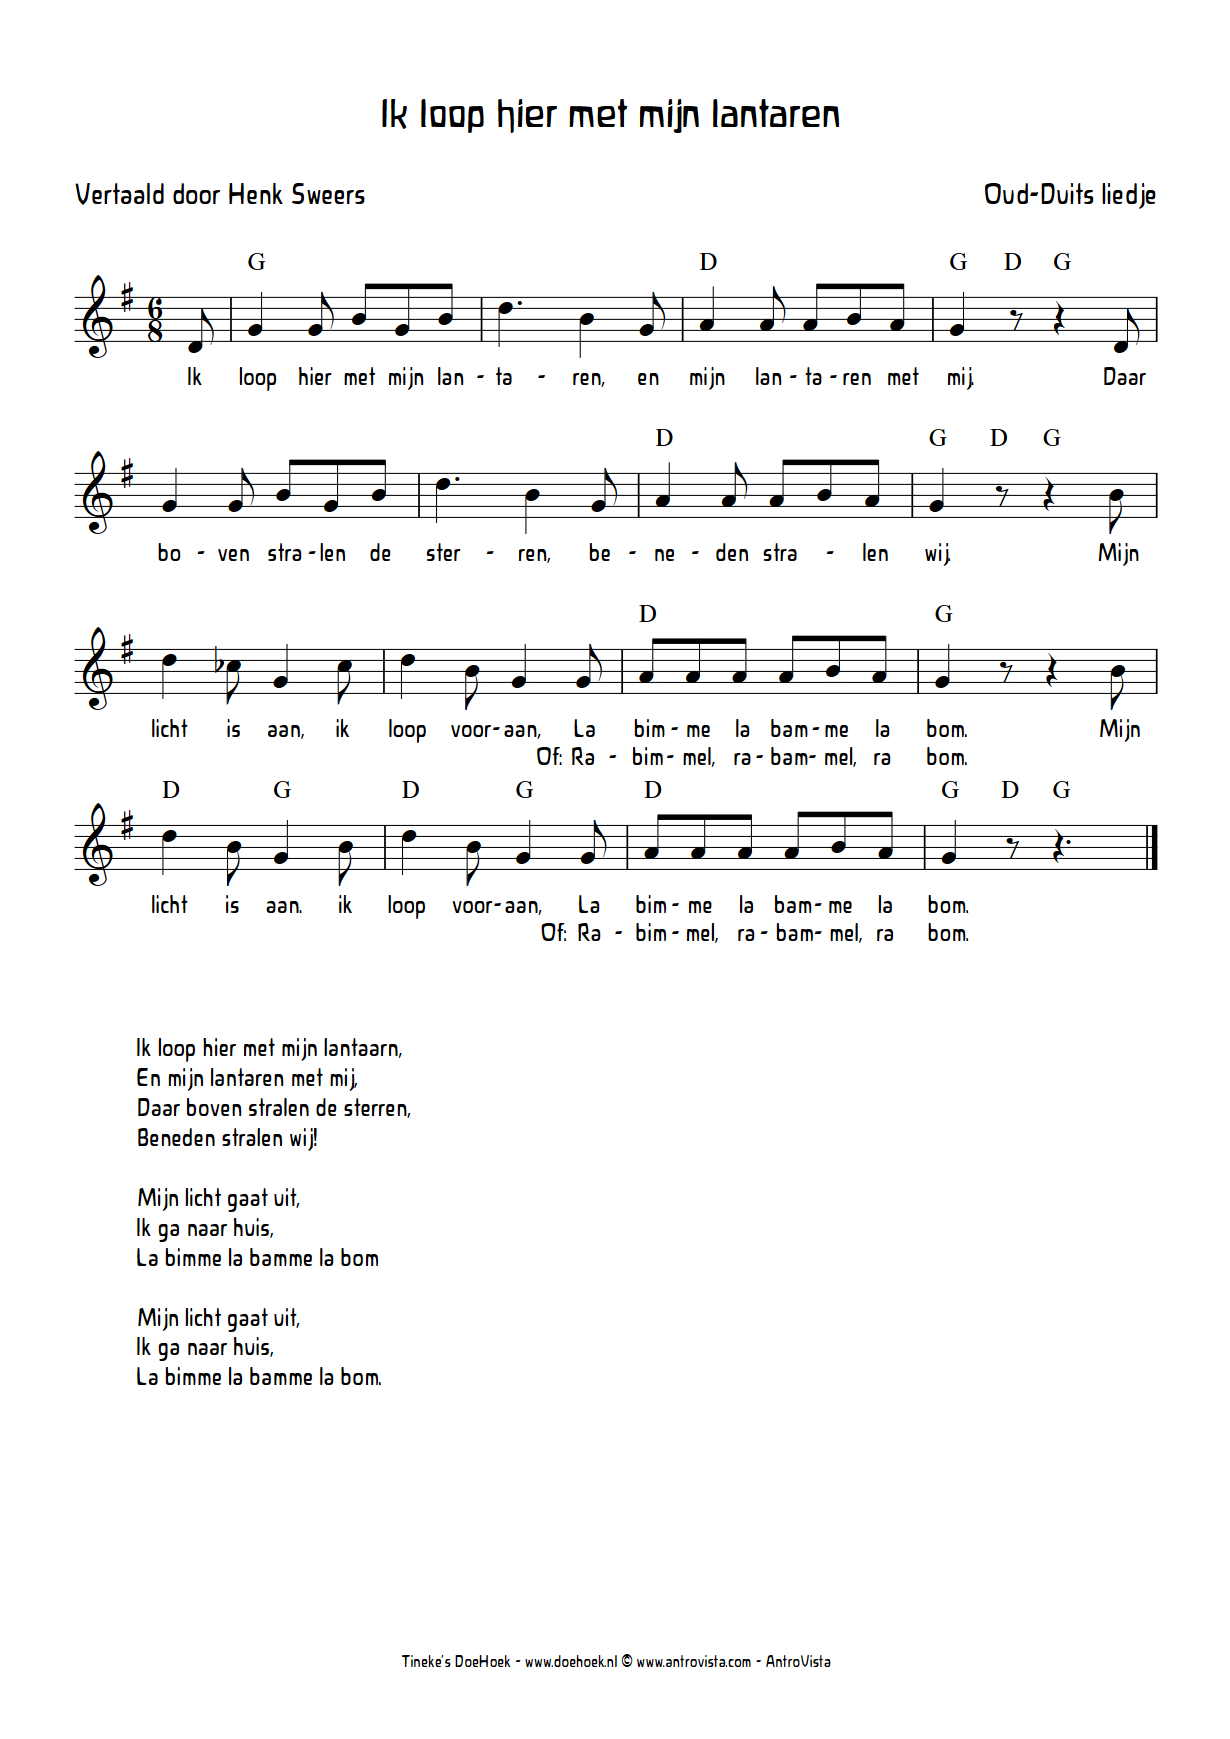 Ik loop hier met mijn lantaren
Vertaald door Henk Sweers
Oud-Duits liedje
G D G D G
Ik loop hier met mijn lan - ta - ren, en mijn lan - ta - ren met mij. Daar
D G D G
bo - ven stra - len de ster - ren, be - ne - den stra - len wij. Mijn
D G
licht is aan, ik loop voor - aan, La bim - me la bam - me la bom. Mijn
Of: Ra - bim - mel, ra - bam - mel, ra bom.
D G D G D G D G
licht is aan. ik loop voor - aan, La bim - me la bam - me la bom.
Of: Ra - bim - mel, ra - bam - mel, ra bom.
Ik loop hier met mijn lantaarn,
En mijn lantaren met mij,
Daar boven stralen de sterren,
Beneden stralen wij!
Mijn licht gaat uit,
Ik ga naar huis,
La bimme la bamme la bom
Mijn licht gaat uit,
Ik ga naar huis,
La bimme la bamme la bom.
Tineke's DoeHoek - www.doehoek.nl © www.antrovista.com - AntroVista